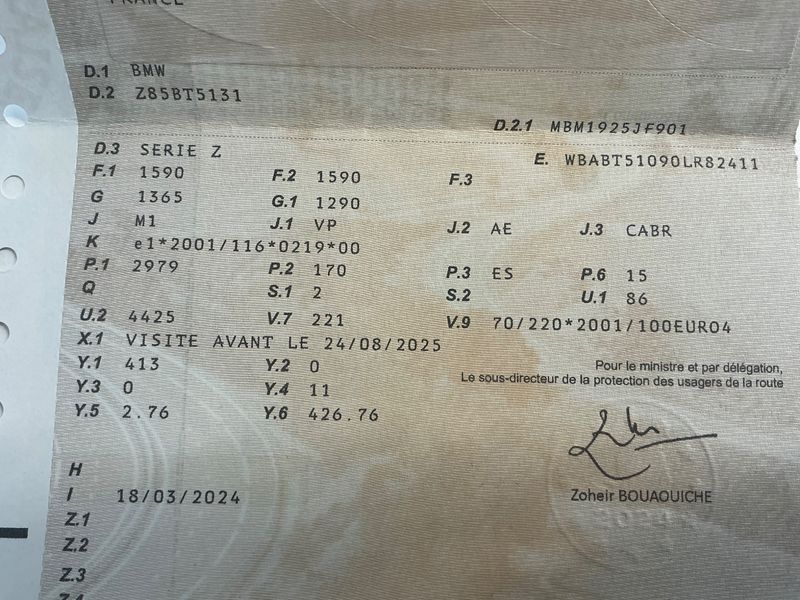 FRANCE
D.1 BMW
D.2 Z85BT5131
D.2.1 MBM1925JF901
D.3 SERIE Z
E. WBABT51090LR82411
F.1 1590 F.2 1590 F.3
G 1365 G.1 1290
J M1 J.1 VP J.2 AE J.3 CABR
K e1*2001/116*0219*00
P.1 2979 P.2 170 P.3 ES P.6 15
Q S.1 2 S.2 U.1 86
U.2 4425 V.7 221 V.9 70/220*2001/100EURO4
X.1 VISITE AVANT LE 24/08/2025
Y.1 413 Y.2 0
Y.3 0 Y.4 11
Y.5 2.76 Y.6 426.76
Pour le ministre et par délégation,
Le sous-directeur de la protection des usagers de la route
Zoheir BOUAOUICHE
H
I 18/03/2024
Z.1
Z.2
Z.3
Z.4